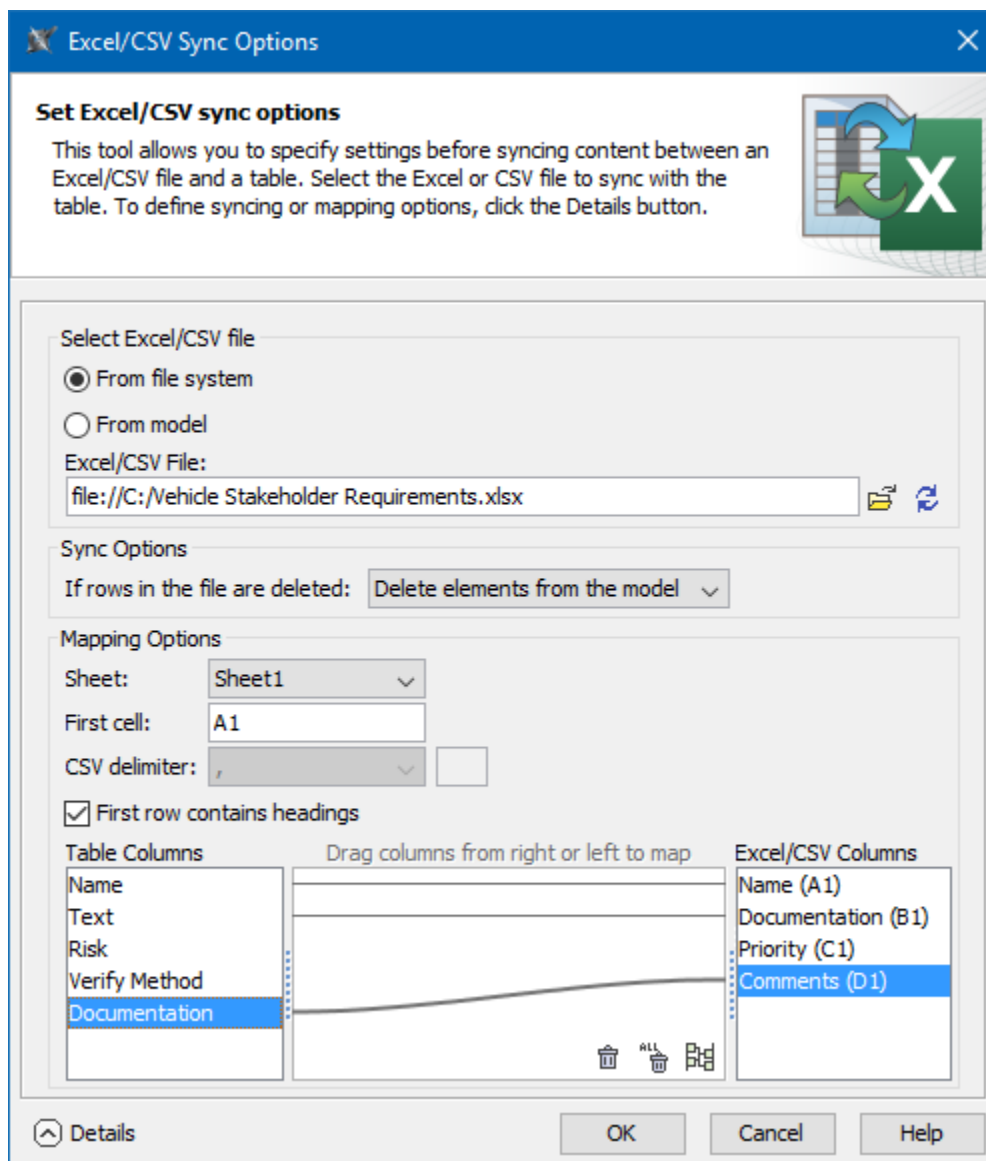 Excel/CSV Sync Options
Set Excel/CSV sync options
This tool allows you to specify settings before syncing content between an
Excel/CSV file and a table. Select the Excel or CSV file to sync with the
table. To define syncing or mapping options, click the Details button.
X
Select Excel/CSV file
From file system
From model
Excel/CSV File:
file://C:/Vehicle Stakeholder Requirements.xlsx
Sync Options
If rows in the file are deleted: Delete elements from the model
Mapping Options
Sheet: Sheet1
First cell: A1
CSV delimiter: ,
First row contains headings
Table Columns Drag columns from right or left to map Excel/CSV Columns
Name Name (A1)
Text Documentation (B1)
Risk Priority (C1)
Verify Method Comments (D1)
Documentation
ALL
Details OK Cancel Help